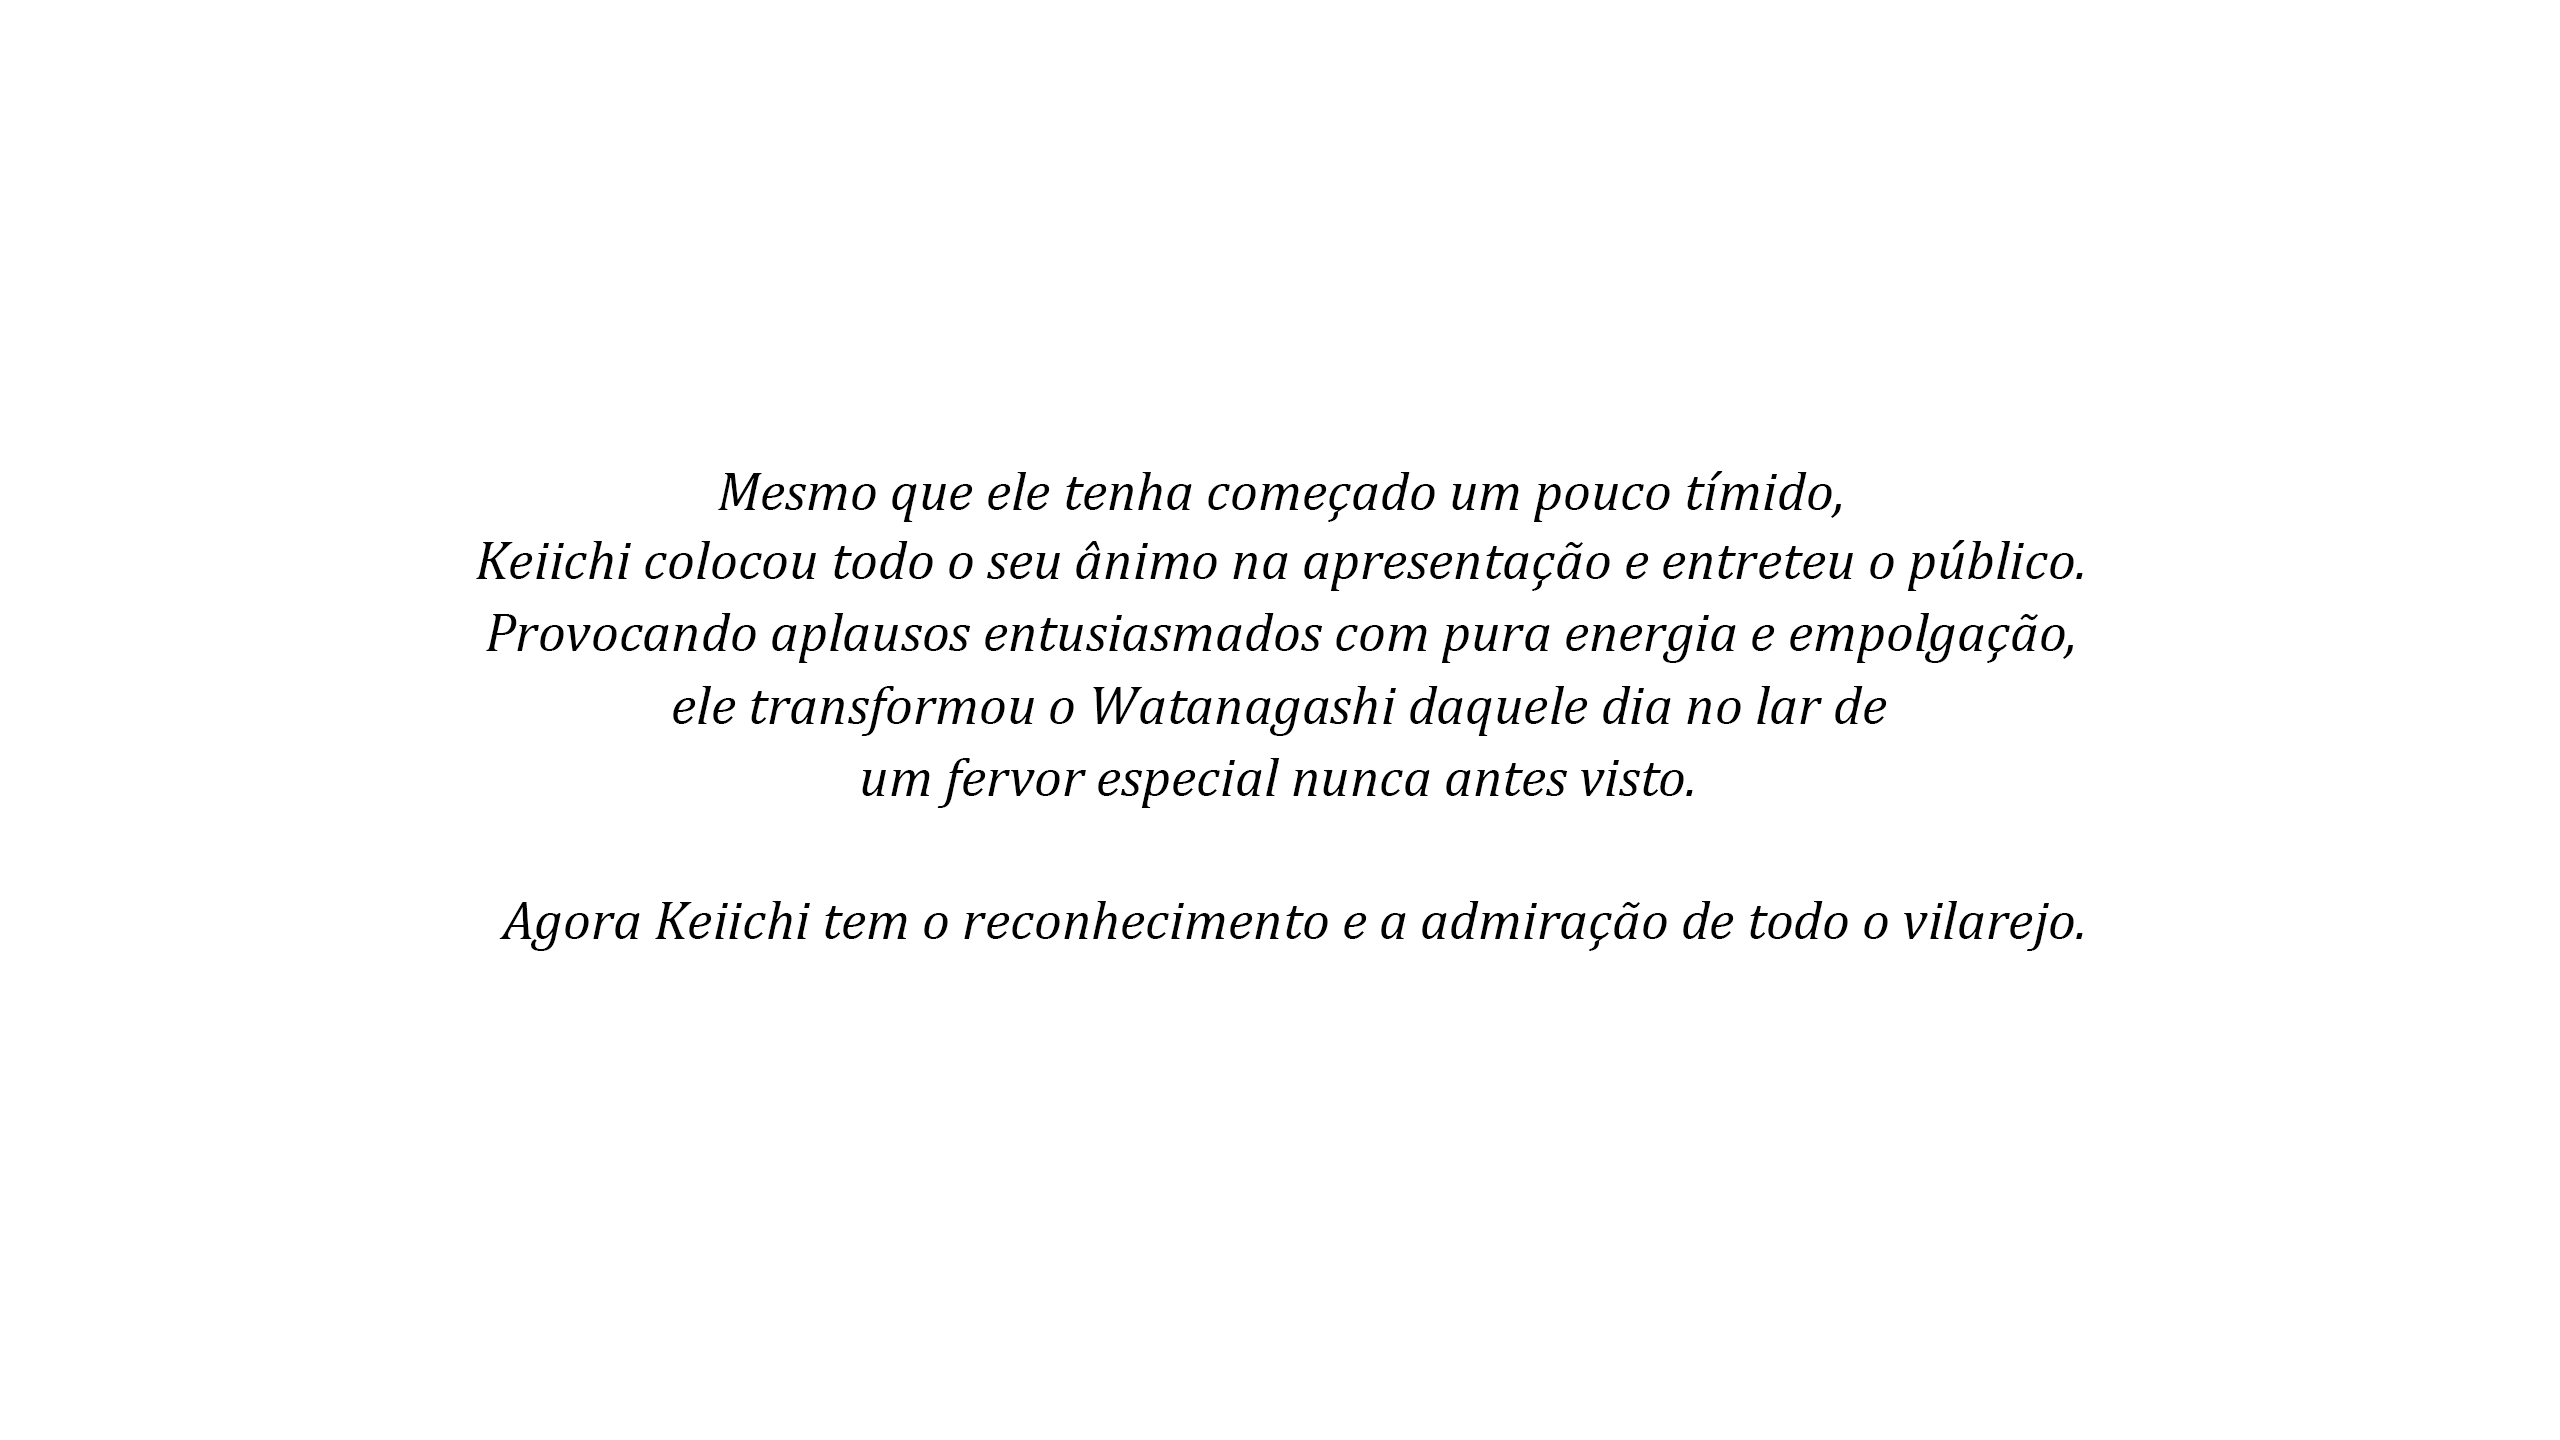 Mesmo que ele tenha começado um pouco tímido,
Keiichi colocou todo o seu ânimo na apresentação e entreteu o público.
Provocando aplausos entusiasmados com pura energia e empolgação,
ele transformou o Watanagashi daquele dia no lar de
um fervor especial nunca antes visto.
Agora Keiichi tem o reconhecimento e a admiração de todo o vilarejo.